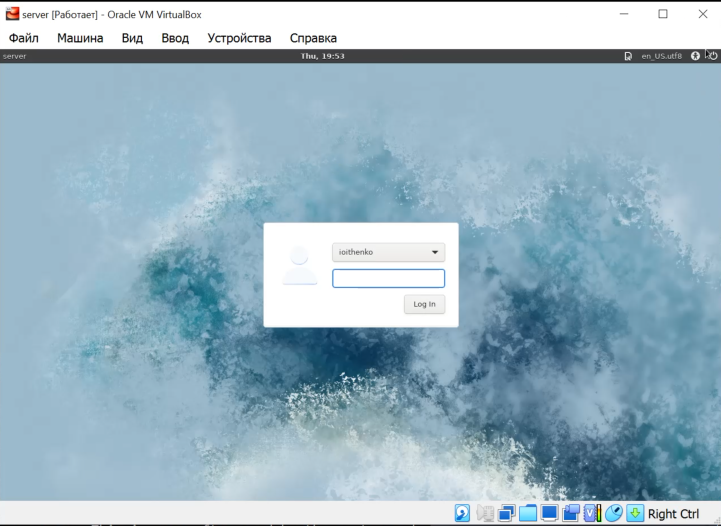 server [Работает] - Oracle VM VirtualBox
Файл Машина Вид Ввод Устройства Справка
server Thu, 19:53 en_US.utf8
ioithenko
Log In
Right Ctrl